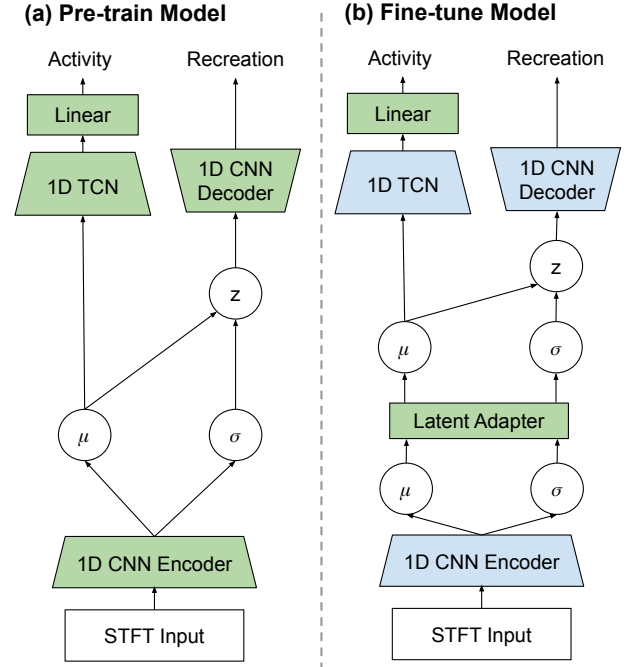 (a) Pre-train Model
Activity
Recreation
Linear
1D TCN
1D CNN
Decoder
z
μ
σ
1D CNN Encoder
STFT Input
(b) Fine-tune Model
Activity
Recreation
Linear
1D TCN
1D CNN
Decoder
z
μ
σ
Latent Adapter
μ
σ
1D CNN Encoder
STFT Input